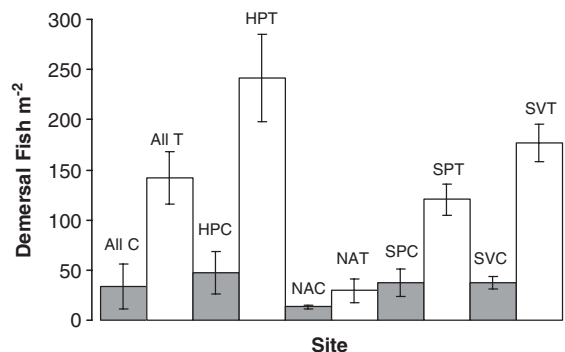 300
250
200
150
100
50
0
Demersal Fish m-2
All C
All T
HPC
HPT
NAC
NAT
SPC
SPT
SVC
SVT
Site